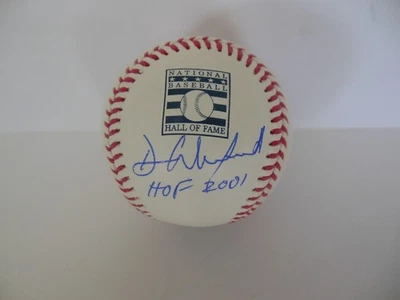 NATIONAL
BASEBALL
HALL OF FAME
HOF 2001